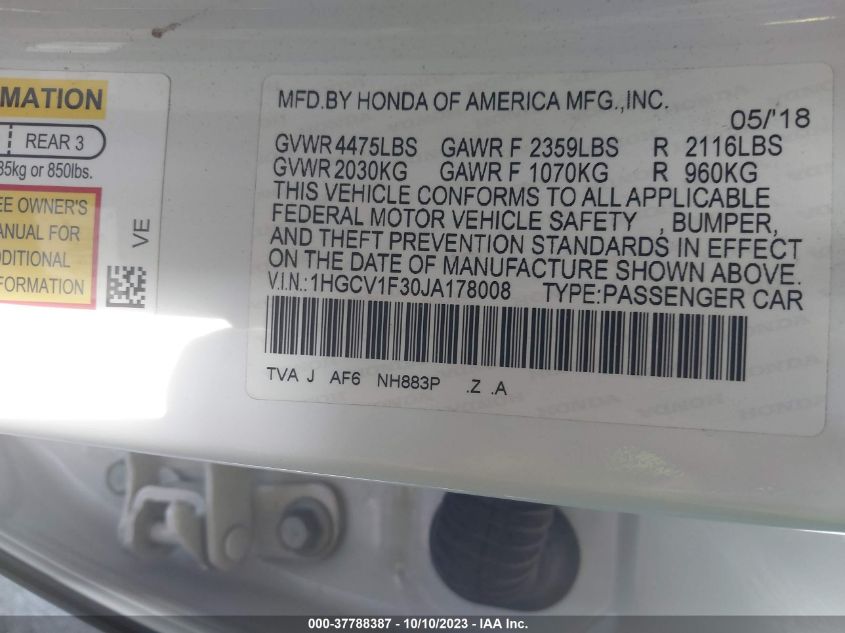 MATION
REAR 3
35kg or 850lbs.
EE OWNER'S
ANUAL FOR
DDITIONAL
FORMATION
VE
MFD.BY HONDA OF AMERICA MFG.,INC.
05/'18
GVWR 4475LBS GAWR F 2359LBS R 2116LBS
GVWR 2030KG GAWR F 1070KG R 960KG
THIS VEHICLE CONFORMS TO ALL APPLICABLE
FEDERAL MOTOR VEHICLE SAFETY , BUMPER,
AND THEFT PREVENTION STANDARDS IN EFFECT
ON THE DATE OF MANUFACTURE SHOWN ABOVE.
V.I.N.: 1HGCV1F30JA178008 TYPE:PASSENGER CAR
TVA J AF6 NH883P .Z .A
000-37788387 - 10/10/2023 - IAA Inc.